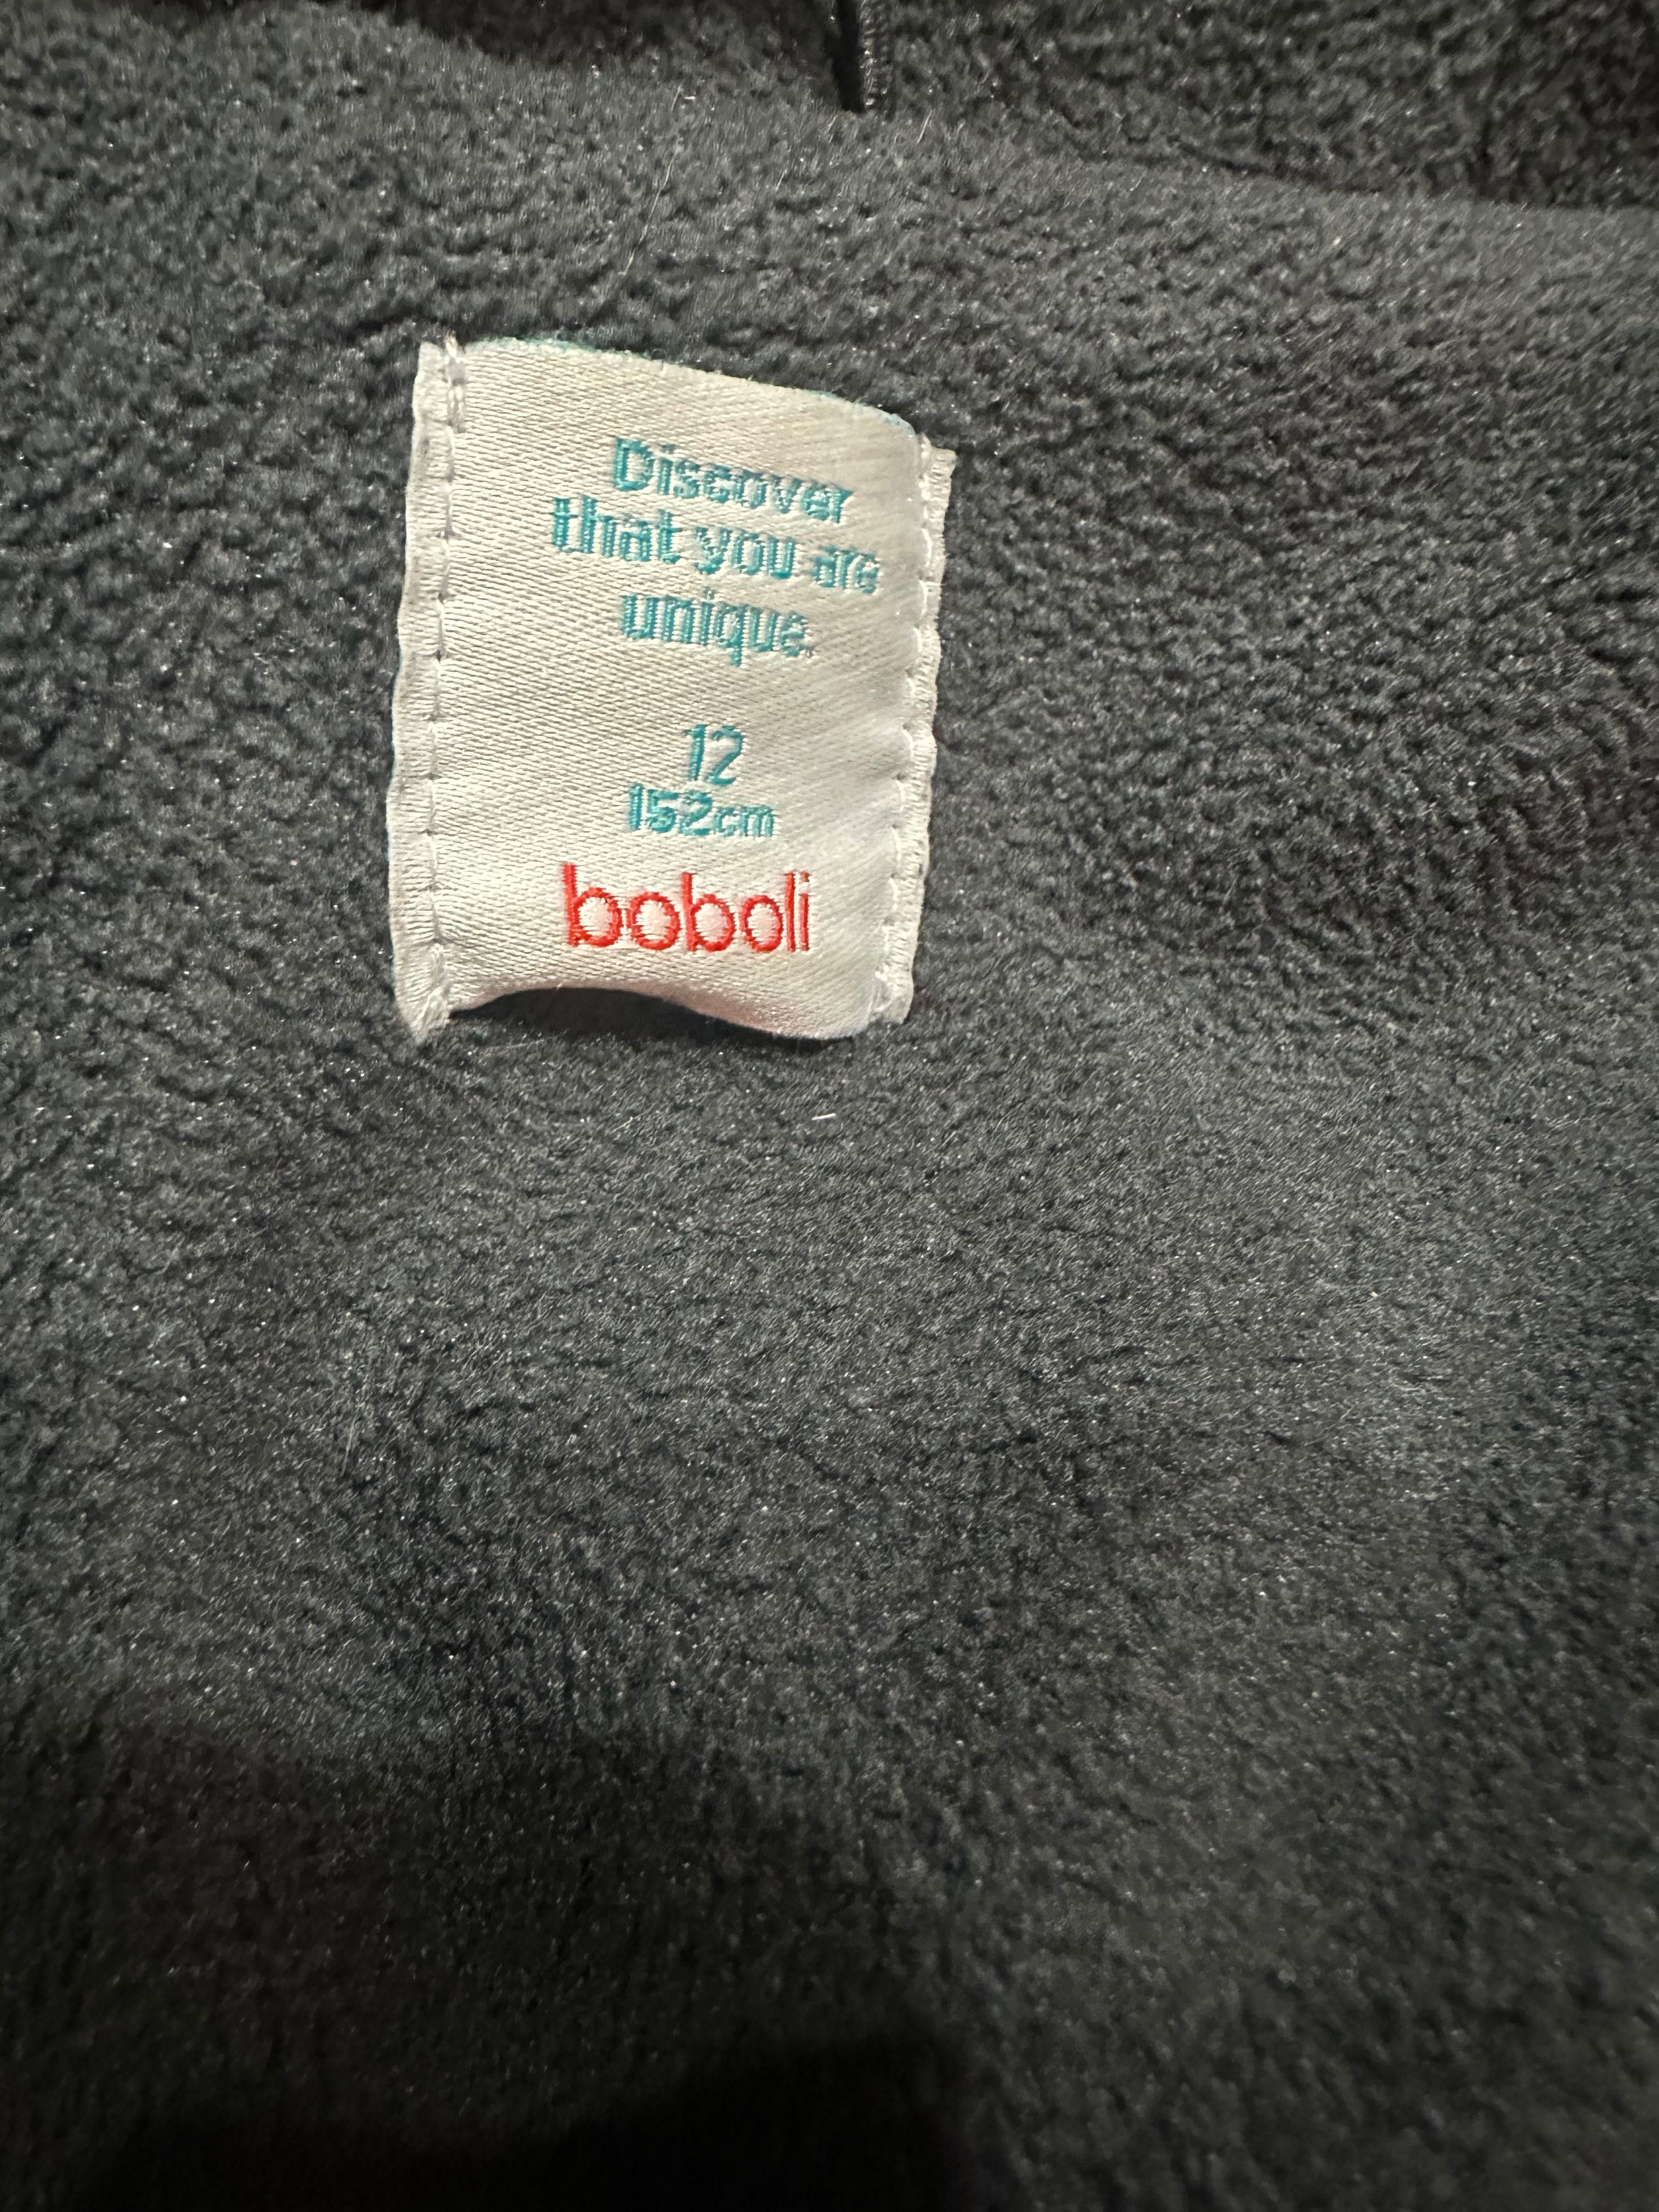 Discover
that you are
unique.
12
152cm
boboli